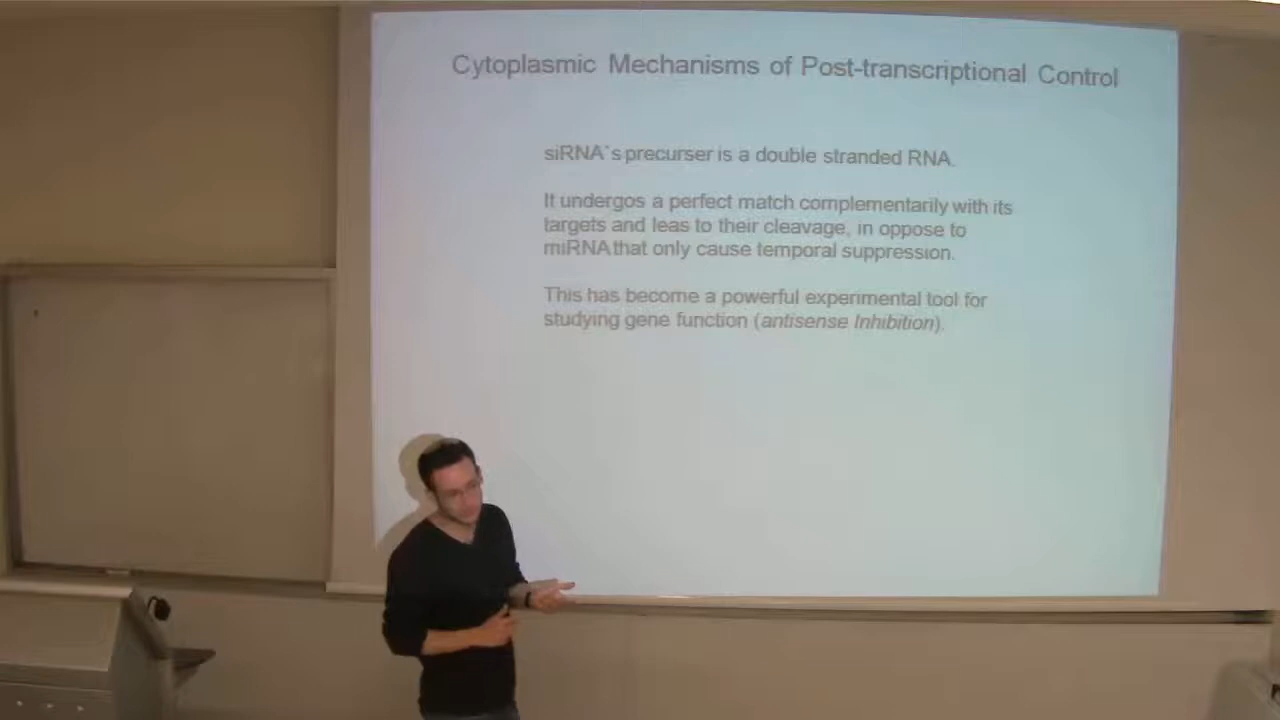 Cytoplasmic Mechanisms of Post-transcriptional Control
siRNA`s precurser is a double stranded RNA.
It undergos a perfect match complementarily with its
targets and leas to their cleavage, in oppose to
miRNA that only cause temporal suppression.
This has become a powerful experimental tool for
studying gene function (antisense Inhibition).